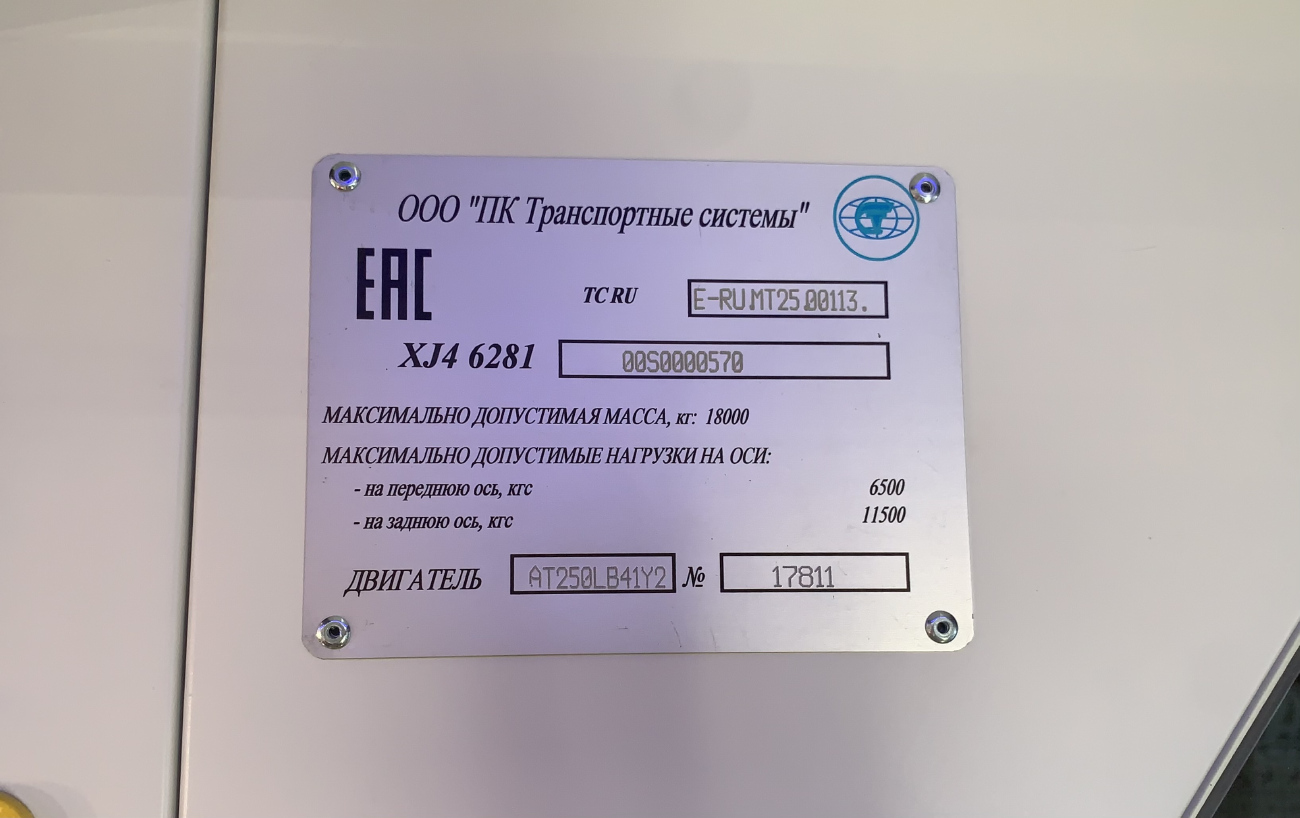 ООО "ПК Транспортные системы"
ЕАС
ТС RU E-RU.MT25.00113.
XJ4 6281 00S0000570
МАКСИМАЛЬНО ДОПУСТИМАЯ МАССА, кг: 18000
МАКСИМАЛЬНО ДОПУСТИМЫЕ НАГРУЗКИ НА ОСИ:
- на переднюю ось, кгс 6500
- на заднюю ось, кгс 11500
ДВИГАТЕЛЬ AT250LB41Y2 № 17811